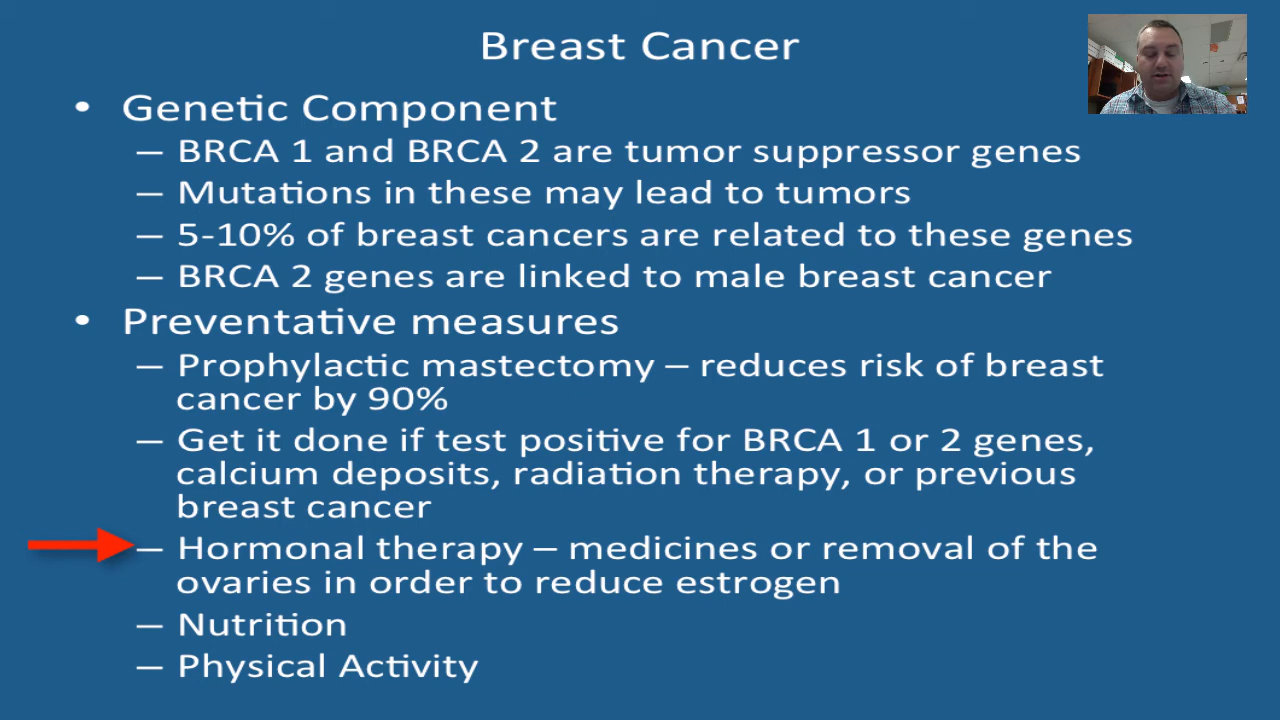 Breast Cancer
• Genetic Component
– BRCA 1 and BRCA 2 are tumor suppressor genes
– Mutations in these may lead to tumors
– 5-10% of breast cancers are related to these genes
– BRCA 2 genes are linked to male breast cancer
• Preventative measures
– Prophylactic mastectomy – reduces risk of breast
cancer by 90%
– Get it done if test positive for BRCA 1 or 2 genes,
calcium deposits, radiation therapy, or previous
breast cancer
– Hormonal therapy – medicines or removal of the
ovaries in order to reduce estrogen
– Nutrition
– Physical Activity